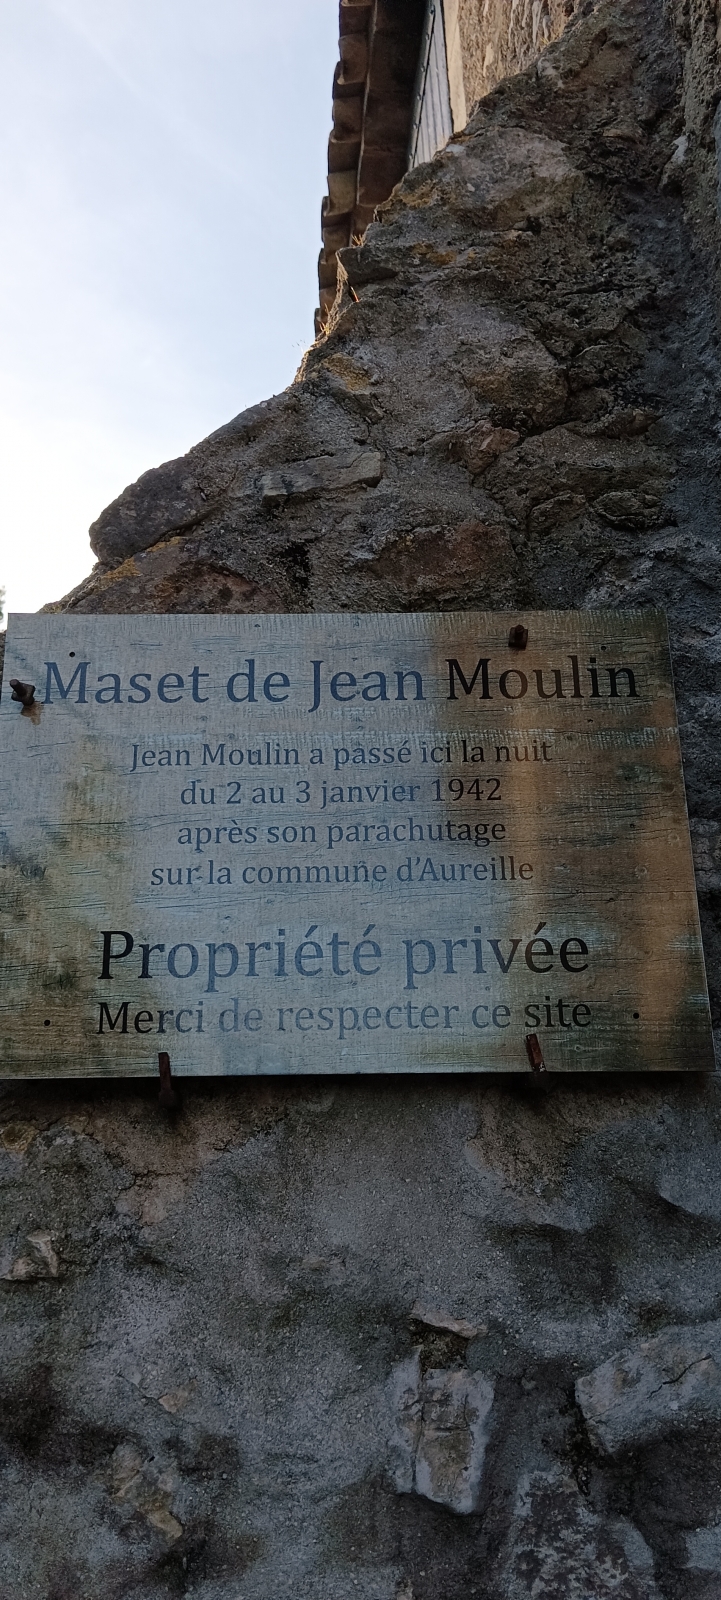 Maset de Jean Moulin
Jean Moulin a passé ici la nuit
du 2 au 3 janvier 1942
après son parachutage
sur la commune d'Aureille
Propriété privée
Merci de respecter ce site